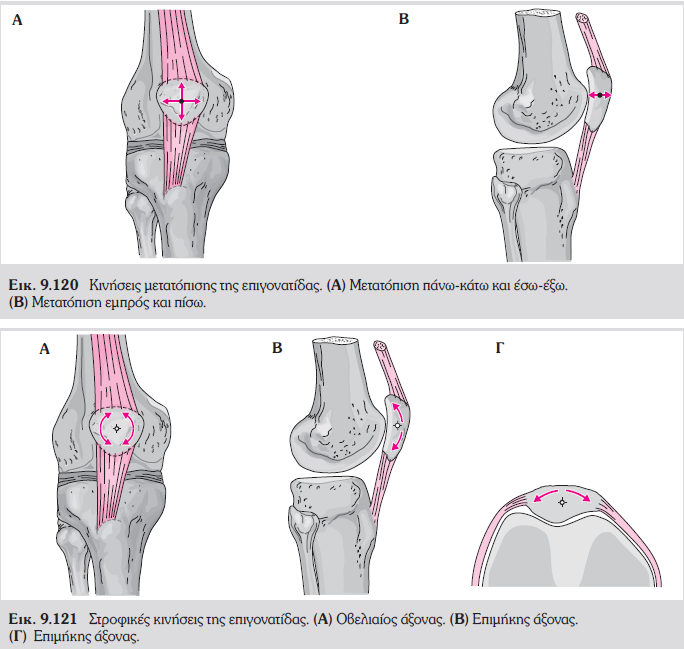 Α
Β
Εικ. 9.120 Κινήσεις μετατόπισης της επιγονατίδας. (Α) Μετατόπιση πάνω-κάτω και έσω-έξω.
(Β) Μετατόπιση εμπρός και πίσω.
Α
Β
Γ
Εικ. 9.121 Στροφικές κινήσεις της επιγονατίδας. (Α) Οβελιαίος άξονας. (Β) Επιμήκης άξονας.
(Γ) Επιμήκης άξονας.